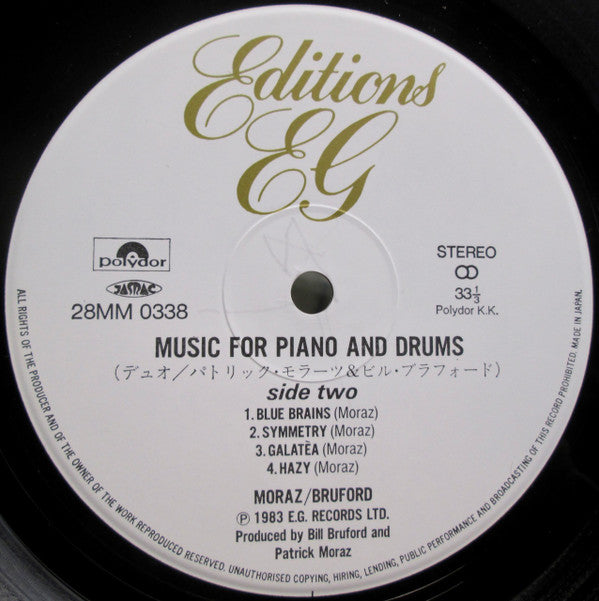 Editions
EG
polydor
JASRAC
28MM 0338
STEREO
33⅓
Polydor K.K.
MUSIC FOR PIANO AND DRUMS
(デュオ/パトリック・モラーツ&ビル・ブラフォード)
side two
1. BLUE BRAINS (Moraz)
2. SYMMETRY (Moraz)
3. GALATÈA (Moraz)
4. HAZY (Moraz)
MORAZ/BRUFORD
Ⓟ 1983 E.G. RECORDS LTD.
Produced by Bill Bruford and
Patrick Moraz
ALL RIGHTS OF THE PRODUCER AND OF THE OWNER OF THE WORK REPRODUCED RESERVED. UNAUTHORISED COPYING, HIRING, LENDING, PUBLIC PERFORMANCE AND BROADCASTING OF THIS RECORD PROHIBITED. MADE IN JAPAN.